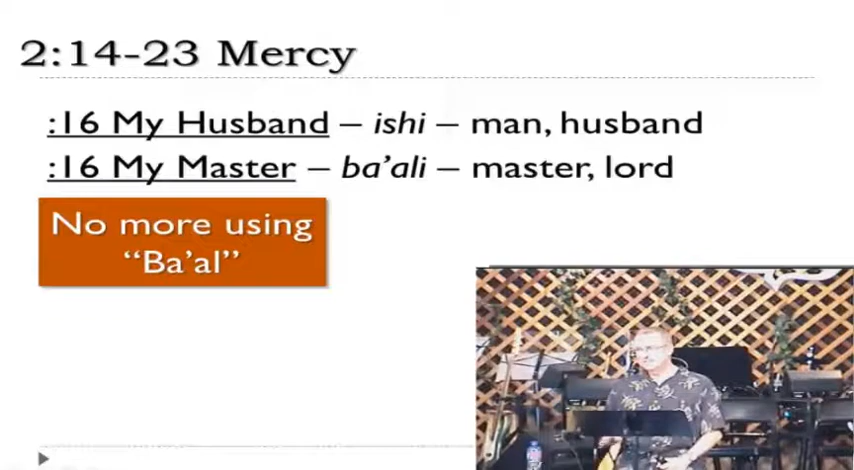 2:14-23 Mercy
:16 My Husband – ishi – man, husband
:16 My Master – ba’ali – master, lord
No more using
“Ba’al”